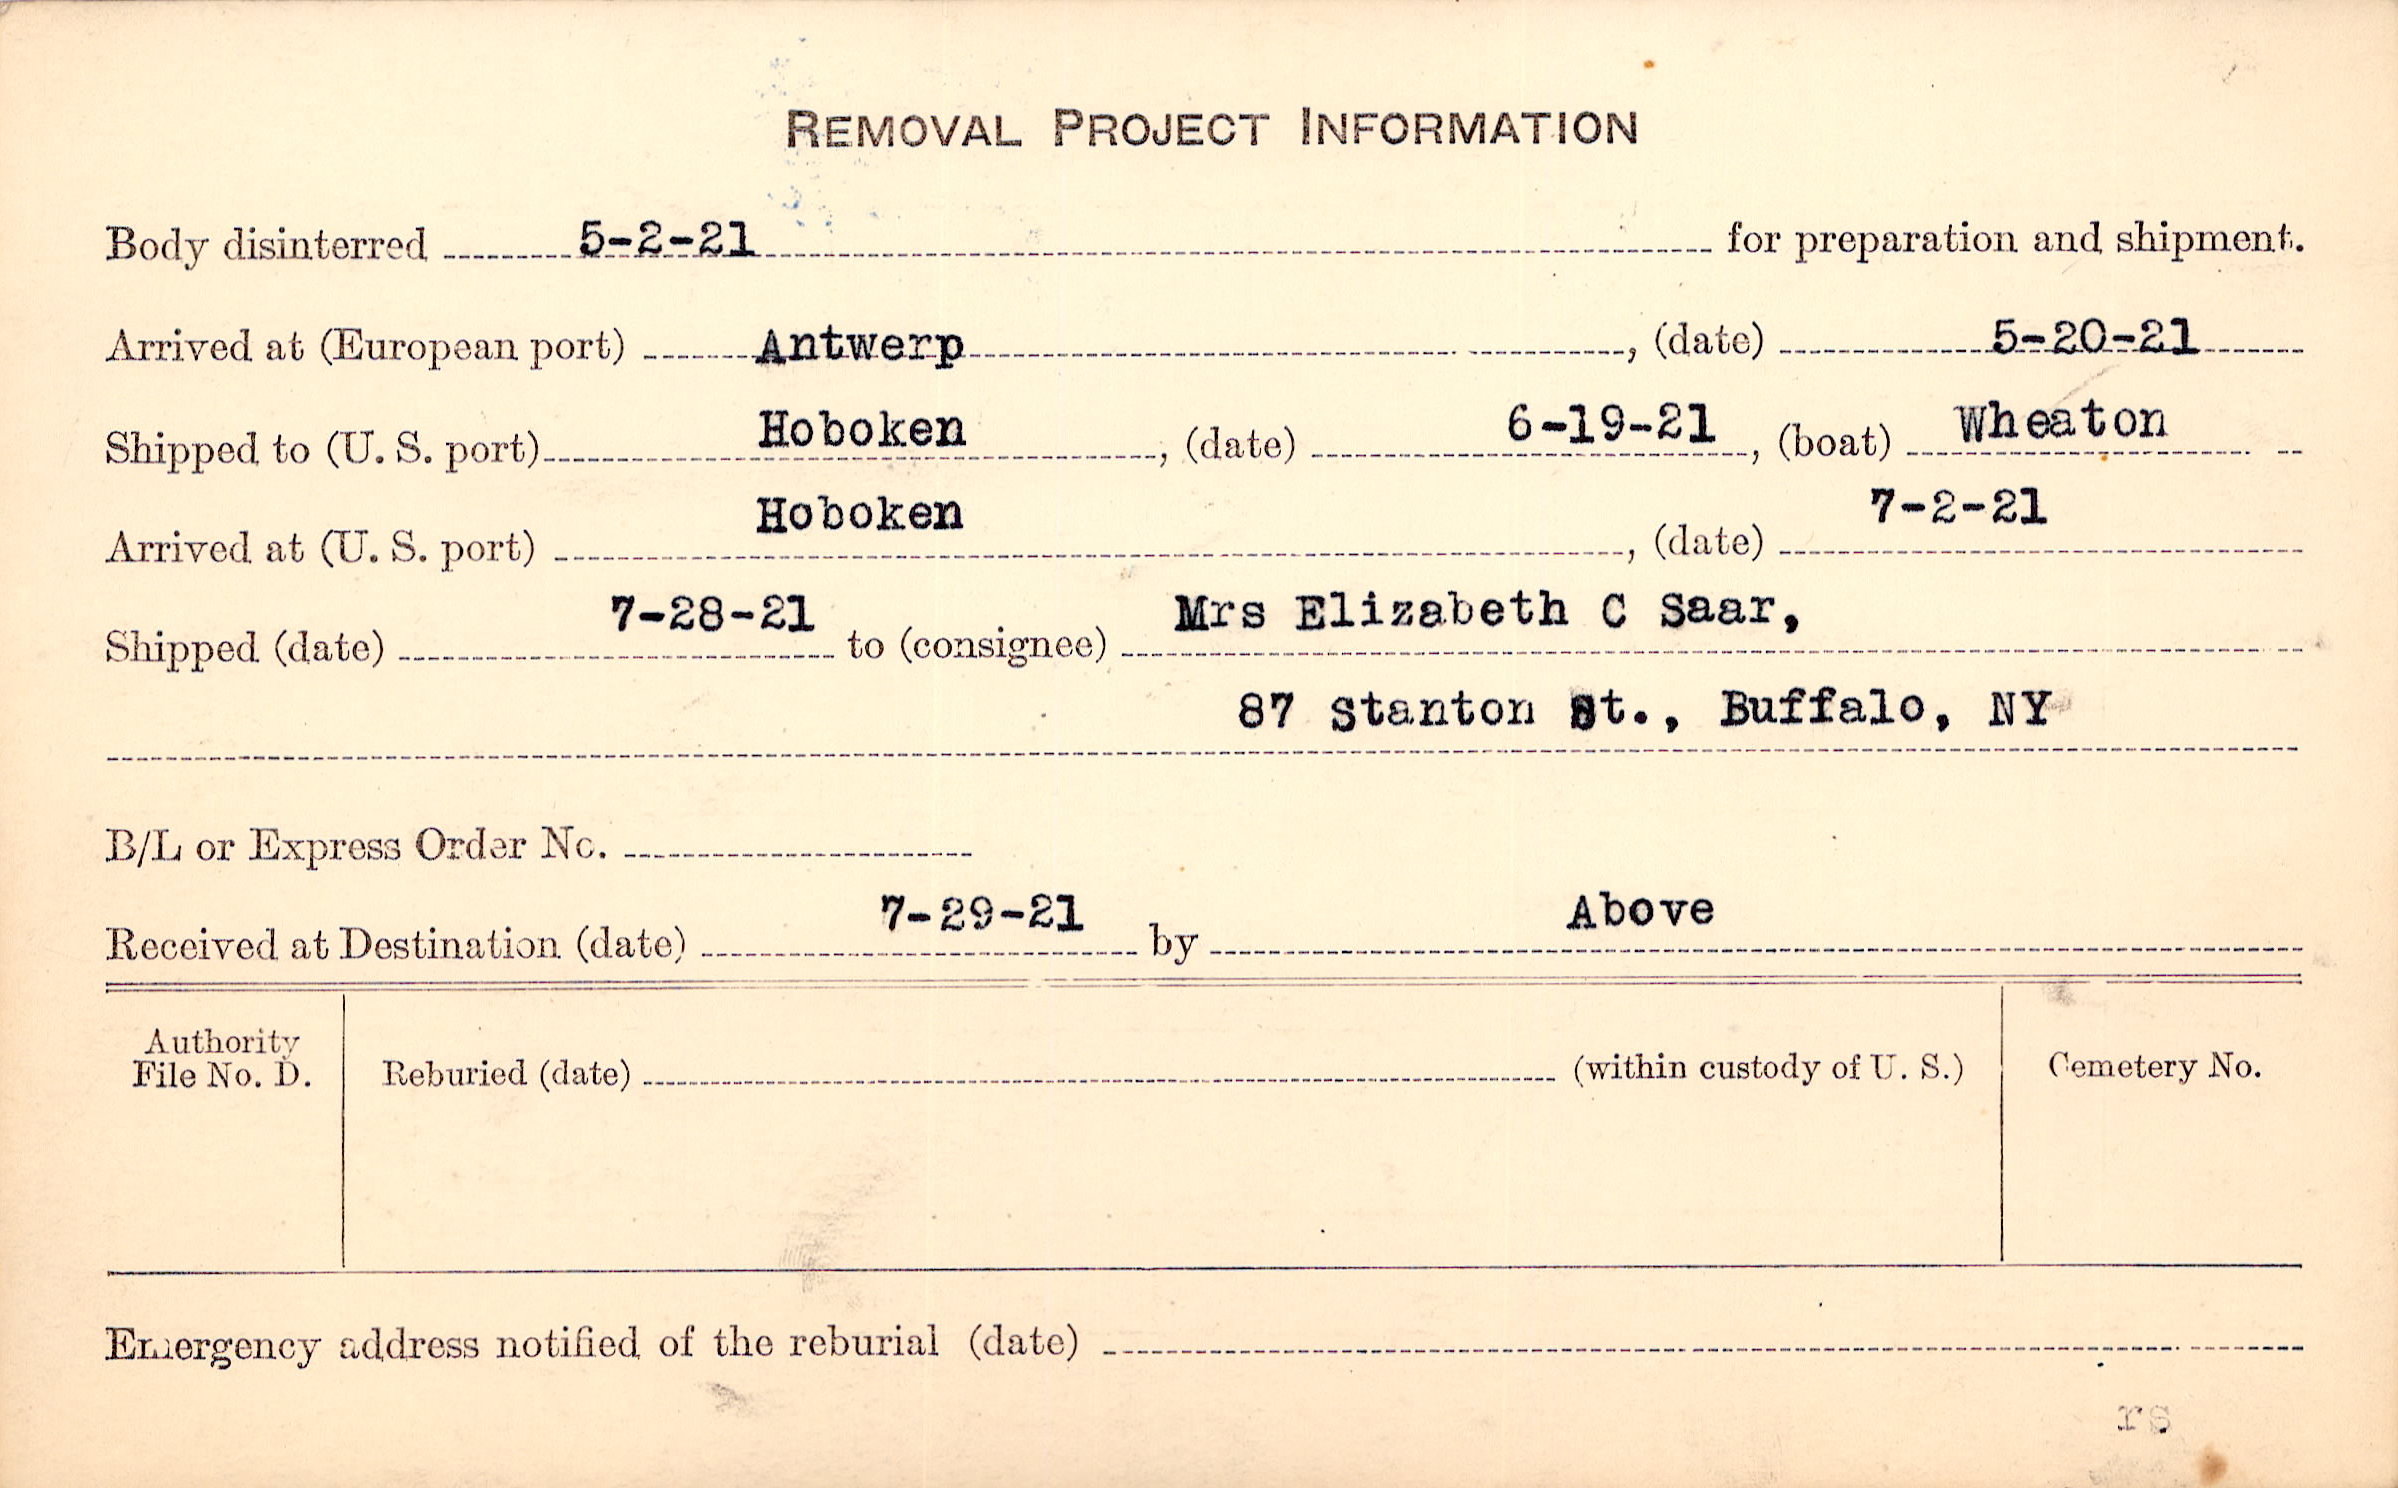 REMOVAL PROJECT INFORMATION
Body disinterred 5-2-21 for preparation and shipment.
Arrived at (European port) Antwerp, (date) 5-20-21
Shipped to (U. S. port) Hoboken, (date) 6-19-21, (boat) Wheaton
Arrived at (U. S. port) Hoboken, (date) 7-2-21
Shipped (date) 7-28-21 to (consignee) Mrs Elizabeth C Saar,
87 Stanton St., Buffalo, NY
B/L or Express Order No.
Received at Destination (date) 7-29-21 by Above
Authority
File No. D.
Reburied (date) (within custody of U. S.)
Cemetery No.
Emergency address notified of the reburial (date)
rs